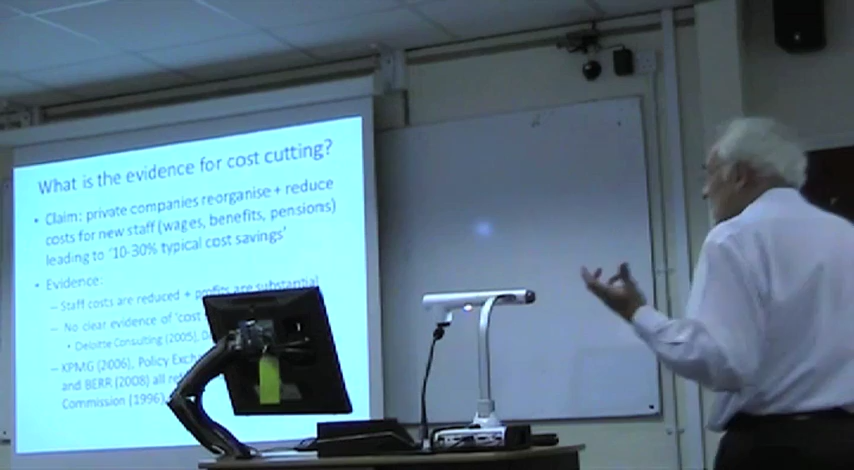 What is the evidence for cost cutting?
• Claim: private companies reorganise + reduce
costs for new staff (wages, benefits, pensions)
leading to '10-30% typical cost savings'
• Evidence:
– Staff costs are reduced + profits are substantial
– No clear evidence of 'cost
• Deloitte Consulting (2005),
– KPMG (2006), Policy
and BERR (2008) all
Commission (1996)